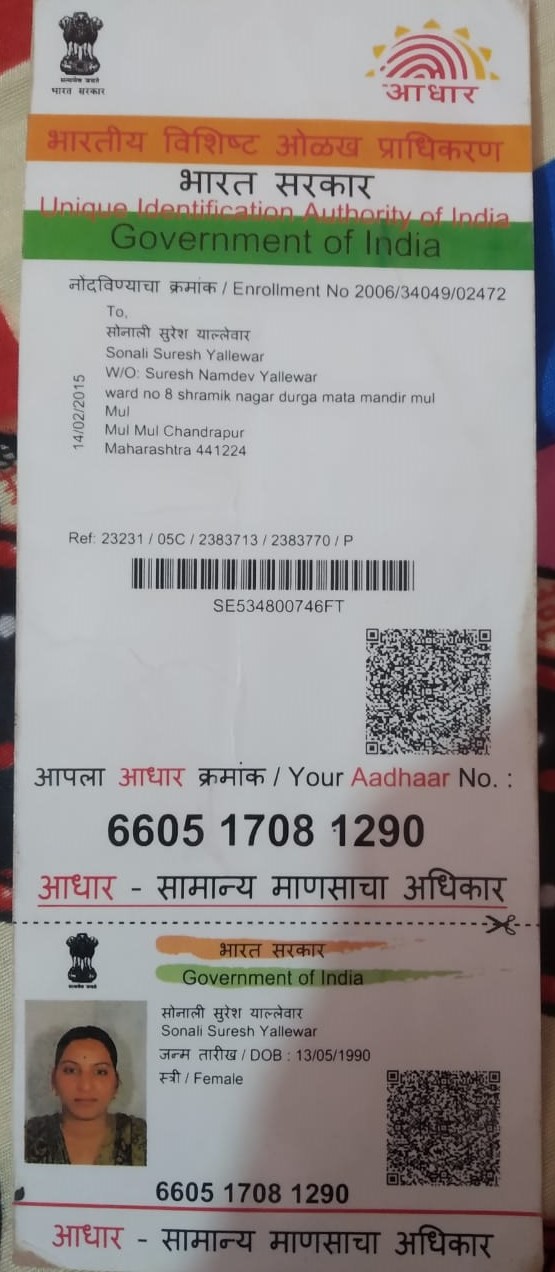 सत्यमेव जयते
भारत सरकार
आधार
भारतीय विशिष्ट ओळख प्राधिकरण
भारत सरकार
Unique Identification Authority of India
Government of India
नोंदविण्याचा क्रमांक / Enrollment No 2006/34049/02472
To,
सोनाली सुरेश याल्लेवार
Sonali Suresh Yallewar
W/O: Suresh Namdev Yallewar
ward no 8 shramik nagar durga mata mandir mul
Mul
Mul Mul Chandrapur
Maharashtra 441224
14/02/2015
Ref: 23231 / 05C / 2383713 / 2383770 / P
SE534800746FT
आपला आधार क्रमांक / Your Aadhaar No. :
6605 1708 1290
आधार - सामान्य माणसाचा अधिकार
भारत सरकार
Government of India
सोनाली सुरेश याल्लेवार
Sonali Suresh Yallewar
जन्म तारीख / DOB : 13/05/1990
स्त्री / Female
6605 1708 1290
आधार - सामान्य माणसाचा अधिकार